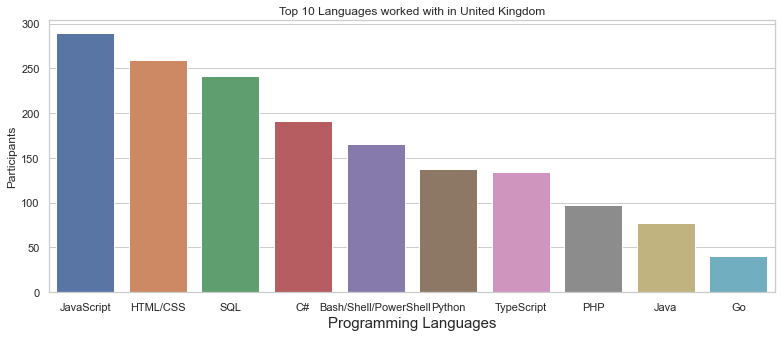 Top 10 Languages worked with in United Kingdom
300
250
200
150
100
50
0
Participants
JavaScript HTML/CSS SQL C# Bash/Shell/PowerShell Python TypeScript PHP Java Go
Programming Languages